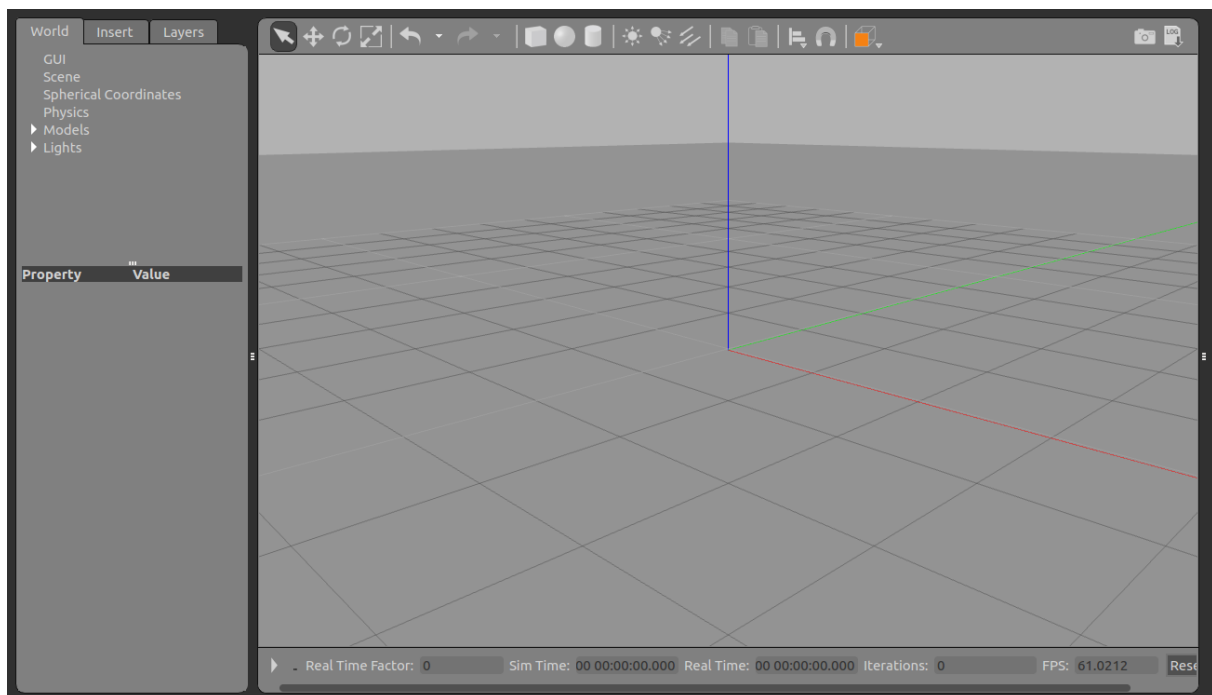 World Insert Layers
GUI
Scene
Spherical Coordinates
Physics
Models
Lights
Property Value
LOG
Real Time Factor: 0 Sim Time: 00 00:00:00.000 Real Time: 00 00:00:00.000 Iterations: 0 FPS: 61.0212 Rese